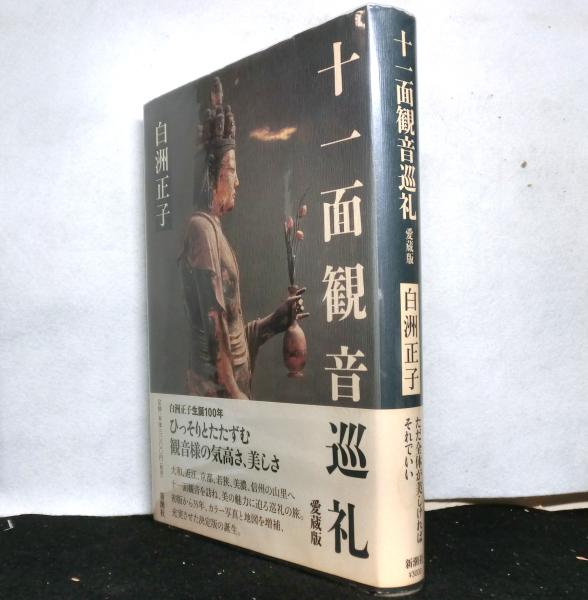 十一面観音巡礼
愛蔵版
白洲正子
白洲正子生誕100年
ひっそりとたたずむ
観音様の気高さ、美しさ
大和、近江、京都、若狭、美濃、信州の山里へ
十一面観音を訪ね、美の魅力に迫る巡礼の旅。
初版から35年、カラー写真と地図を増補、
充実させた決定版の誕生。
新潮社
十一面観音巡礼
愛蔵版
白洲正子
ただ全体が美しければ
それでいい
新潮社